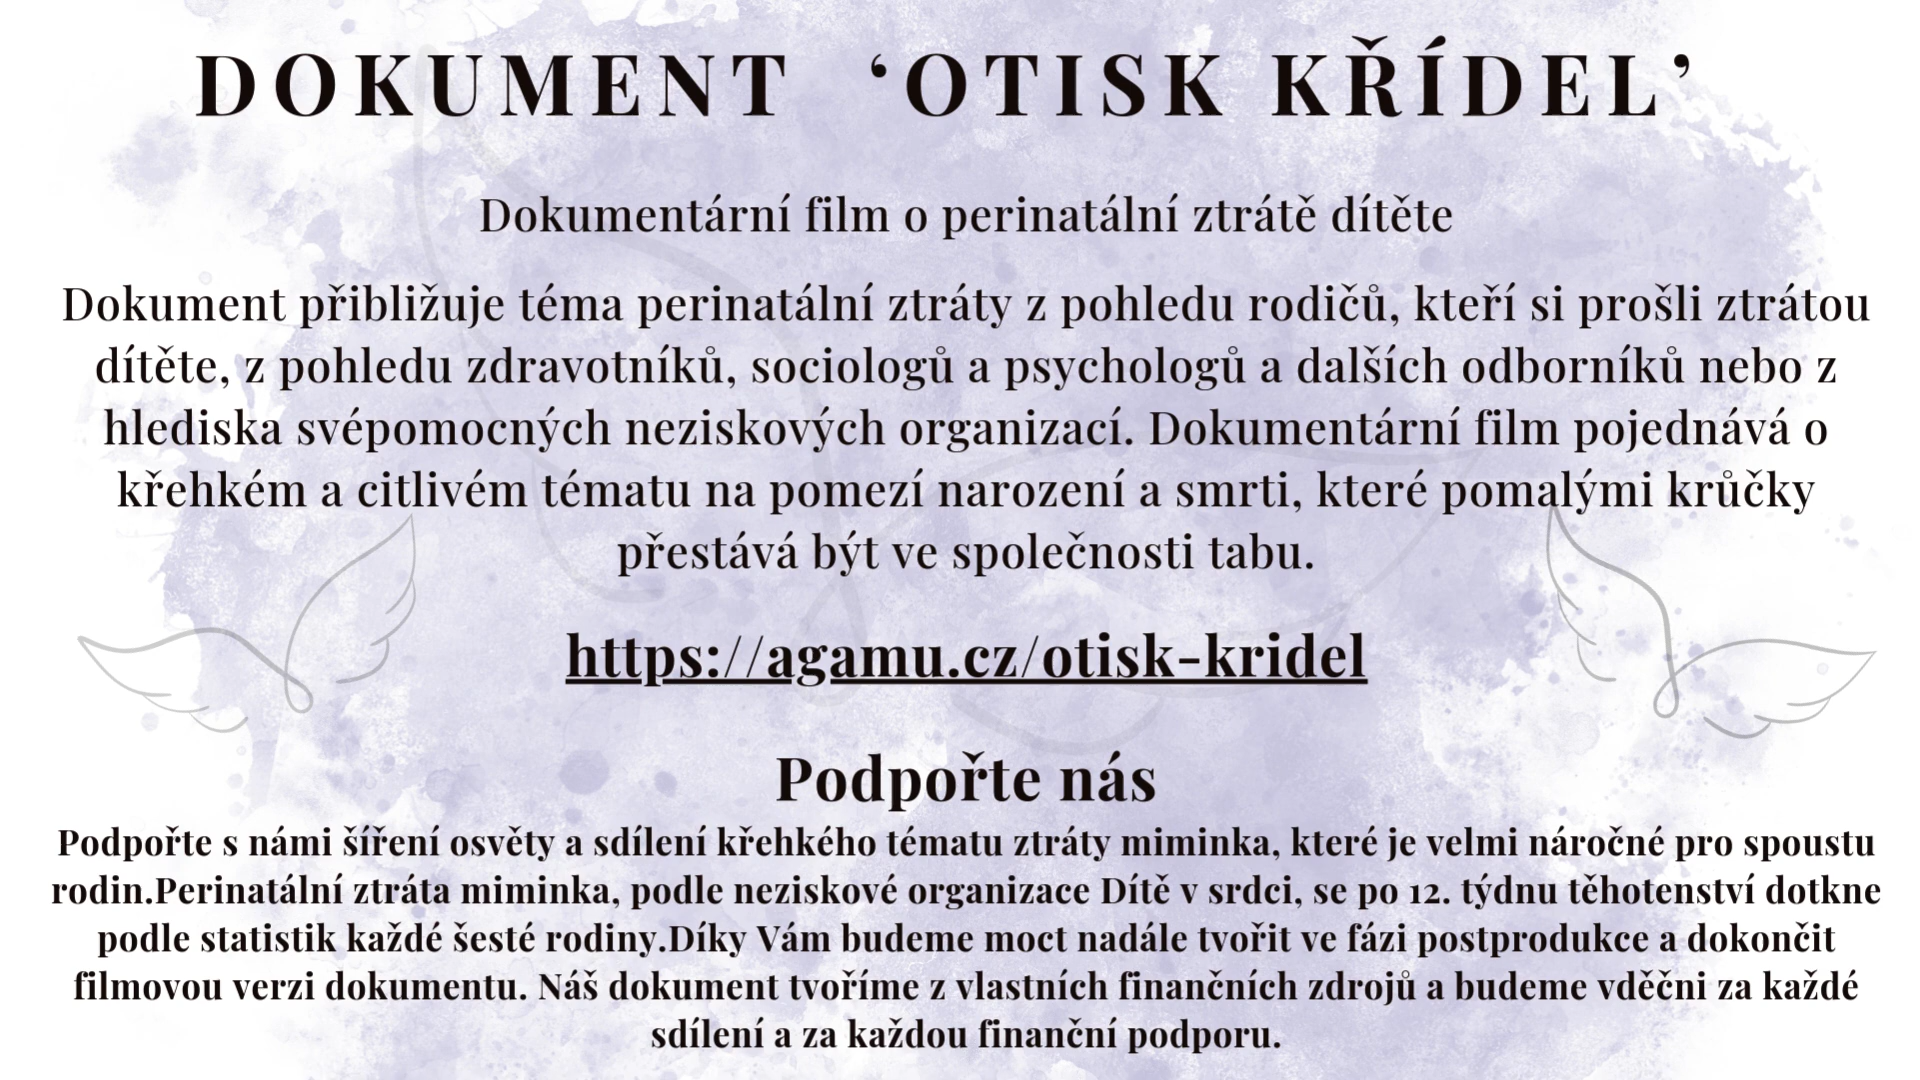 DOKUMENT ‘OTISK KŘÍDEL’
Dokumentární film o perinatální ztrátě dítěte
Dokument přibližuje téma perinatální ztráty z pohledu rodičů, kteří si prošli ztrátou
dítěte, z pohledu zdravotníků, sociologů a psychologů a dalších odborníků nebo z
hlediska svépomocných neziskových organizací. Dokumentární film pojednává o
křehkém a citlivém tématu na pomezí narození a smrti, které pomalými krůčky
přestává být ve společnosti tabu.
https://agamu.cz/otisk-kridel
Podpořte nás
Podpořte s námi šíření osvěty a sdílení křehkého tématu ztráty miminka, které je velmi náročné pro spoustu
rodin.Perinatální ztráta miminka, podle neziskové organizace Dítě v srdci, se po 12. týdnu těhotenství dotkne
podle statistik každé šesté rodiny.Díky Vám budeme moct nadále tvořit ve fázi postprodukce a dokončit
filmovou verzi dokumentu. Náš dokument tvoříme z vlastních finančních zdrojů a budeme vděčni za každé
sdílení a za každou finanční podporu.